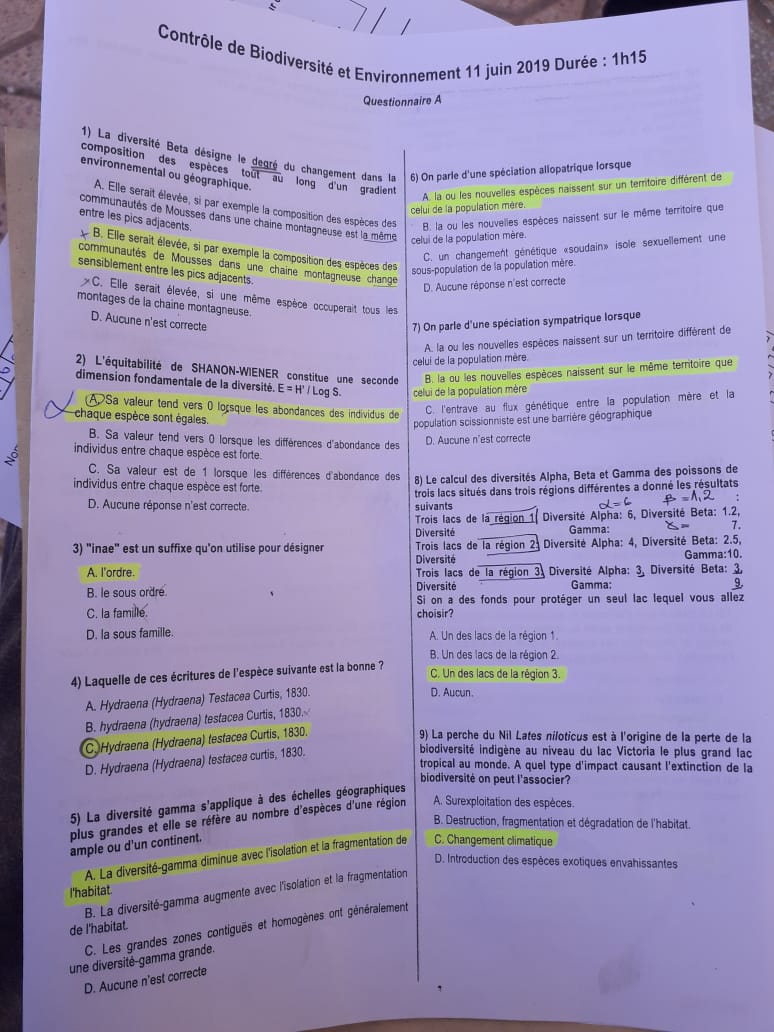 Contrôle de Biodiversité et Environnement 11 juin 2019 Durée : 1h15
Questionnaire A
1) La diversité Beta désigne le degré du changement dans la
composition des espèces tout au long d'un gradient
environnemental ou géographique.
A. Elle serait élevée, si par exemple la composition des espèces des
communautés de Mousses dans une chaine montagneuse est la même
entre les pics adjacents.
B. Elle serait élevée, si par exemple la composition des espèces des
communautés de Mousses dans une chaine montagneuse change
sensiblement entre les pics adjacents.
C. Elle serait élevée, si une même espèce occuperait tous les
montages de la chaine montagneuse.
D. Aucune n'est correcte
2) L'équitabilité de SHANON-WIENER constitue une seconde
dimension fondamentale de la diversité. E = H' / Log S.
A. Sa valeur tend vers 0 lorsque les abondances des individus de
chaque espèce sont égales.
B. Sa valeur tend vers 0 lorsque les différences d'abondance des
individus entre chaque espèce est forte.
C. Sa valeur est de 1 lorsque les différences d'abondance des
individus entre chaque espèce est forte.
D. Aucune réponse n'est correcte.
3) "inae" est un suffixe qu'on utilise pour désigner
A. l'ordre.
B. le sous ordre.
C. la famille.
D. la sous famille.
4) Laquelle de ces écritures de l'espèce suivante est la bonne ?
A. Hydraena (Hydraena) Testacea Curtis, 1830.
B. hydraena (hydraena) testacea Curtis, 1830.
C. Hydraena (Hydraena) testacea Curtis, 1830.
D. Hydraena (Hydraena) testacea curtis, 1830.
5) La diversité gamma s'applique à des échelles géographiques
plus grandes et elle se réfère au nombre d'espèces d'une région
ample ou d'un continent.
A. La diversité-gamma diminue avec l'isolation et la fragmentation de
l'habitat.
B. La diversité-gamma augmente avec l'isolation et la fragmentation
de l'habitat.
C. Les grandes zones contiguës et homogènes ont généralement
une diversité-gamma grande.
D. Aucune n'est correcte
6) On parle d'une spéciation allopatrique lorsque
A. la ou les nouvelles espèces naissent sur un territoire différent de
celui de la population mère.
B. la ou les nouvelles espèces naissent sur le même territoire que
celui de la population mère.
C. un changement génétique «soudain» isole sexuellement une
sous-population de la population mère.
D. Aucune réponse n'est correcte
7) On parle d'une spéciation sympatrique lorsque
A. la ou les nouvelles espèces naissent sur un territoire différent de
celui de la population mère.
B. la ou les nouvelles espèces naissent sur le même territoire que
celui de la population mère
C. l'entrave au flux génétique entre la population mère et la
population scissionniste est une barrière géographique
D. Aucune n'est correcte
8) Le calcul des diversités Alpha, Beta et Gamma des poissons de
trois lacs situés dans trois régions différentes a donné les résultats
suivants :
α=6 β=1,2
Trois lacs de la région 1, Diversité Alpha: 6, Diversité Beta: 1.2,
Diversité Gamma: 7.
Trois lacs de la région 2, Diversité Alpha: 4, Diversité Beta: 2.5,
Diversité Gamma:10.
Trois lacs de la région 3, Diversité Alpha: 3, Diversité Beta: 3,
Diversité Gamma: 9.
Si on a des fonds pour protéger un seul lac lequel vous allez
choisir?
A. Un des lacs de la région 1.
B. Un des lacs de la région 2.
C. Un des lacs de la région 3.
D. Aucun.
9) La perche du Nil Lates niloticus est à l'origine de la perte de la
biodiversité indigène au niveau du lac Victoria le plus grand lac
tropical au monde. A quel type d'impact causant l'extinction de la
biodiversité on peut l'associer?
A. Surexploitation des espèces.
B. Destruction, fragmentation et dégradation de l'habitat.
C. Changement climatique
D. Introduction des espèces exotiques envahissantes